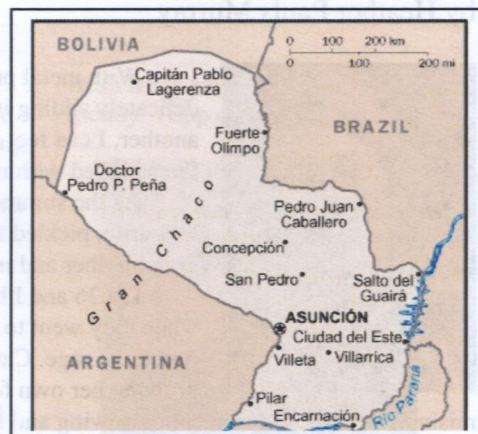 BOLIVIA
0 100 200 km
0 100 200 mi
Capitán Pablo
Lagerenza
BRAZIL
Fuerte
Olimpo
Doctor
Pedro P. Peña
Gran Chaco
Pedro Juan
Caballero
Concepción
San Pedro
Salto del
Guairá
ASUNCIÓN
Ciudad del Este
ARGENTINA
Villeta
Villarrica
Pilar
Encarnación
Río Paraná